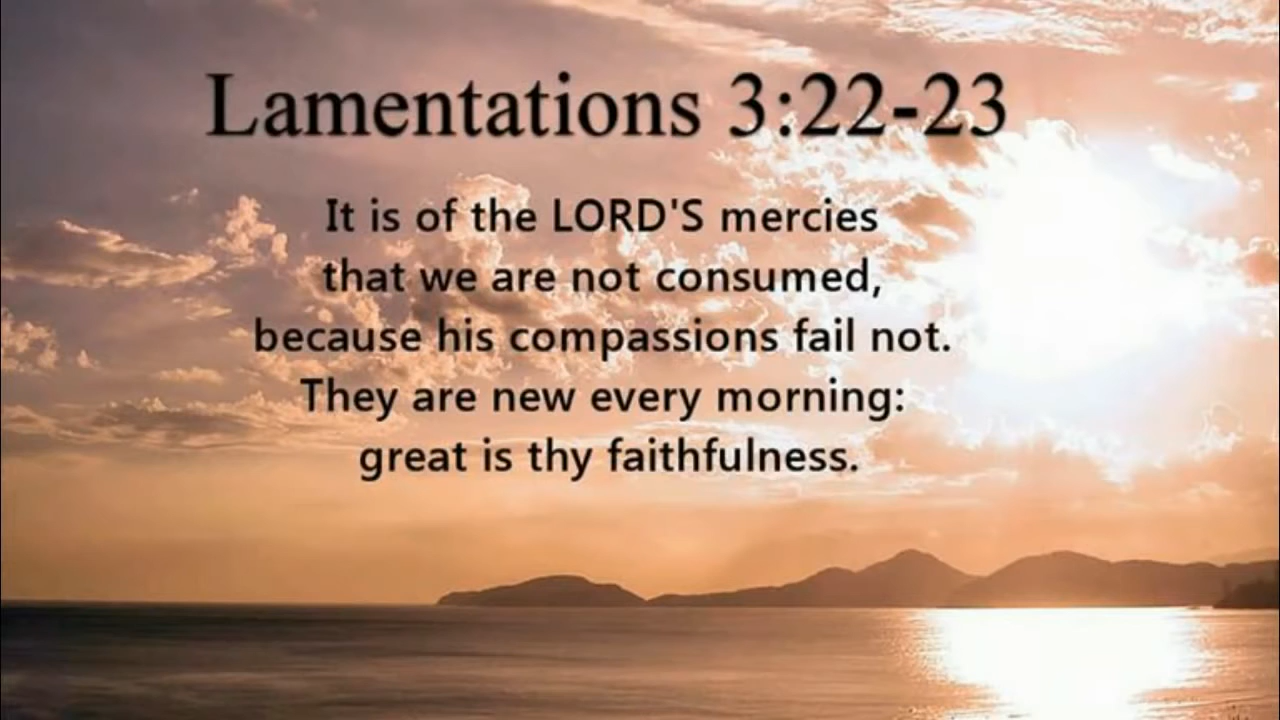 Lamentations 3:22-23
It is of the LORD'S mercies
that we are not consumed,
because his compassions fail not.
They are new every morning:
great is thy faithfulness.